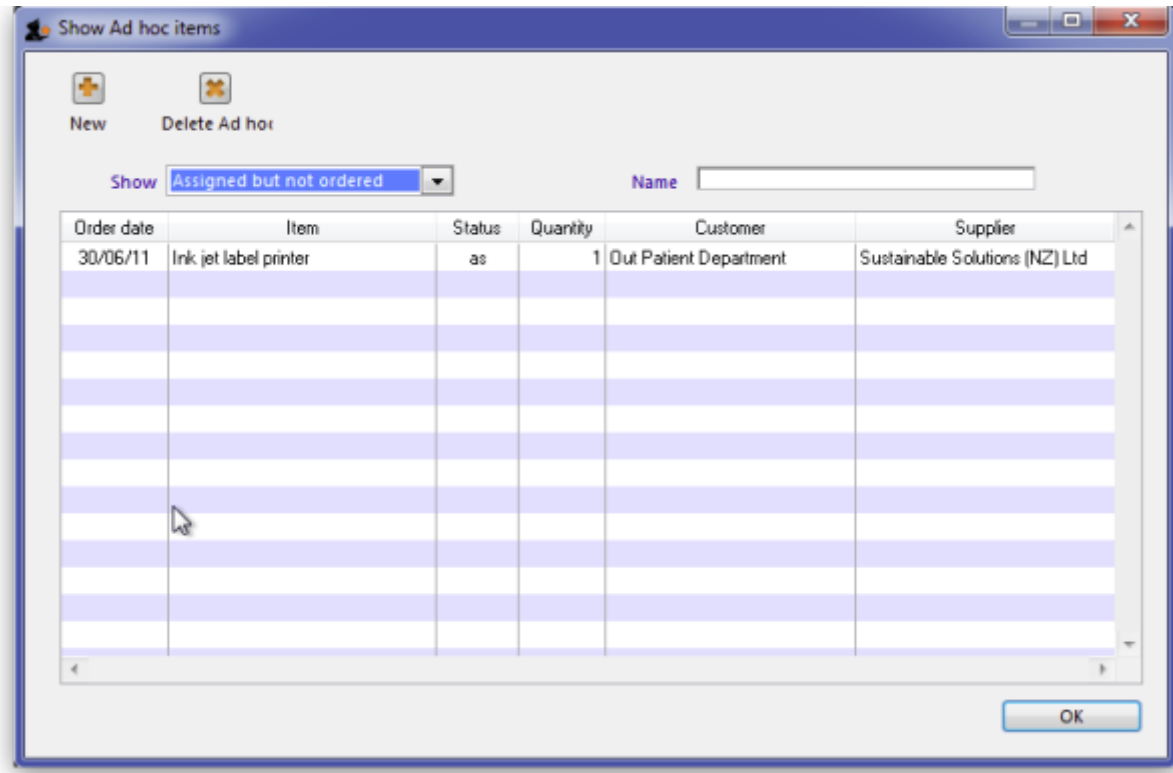 Show Ad hoc items
New Delete Ad hoc
Show Assigned but not ordered Name
Order date Item Status Quantity Customer Supplier
30/06/11 Ink jet label printer as 1 Out Patient Department Sustainable Solutions (NZ) Ltd
OK